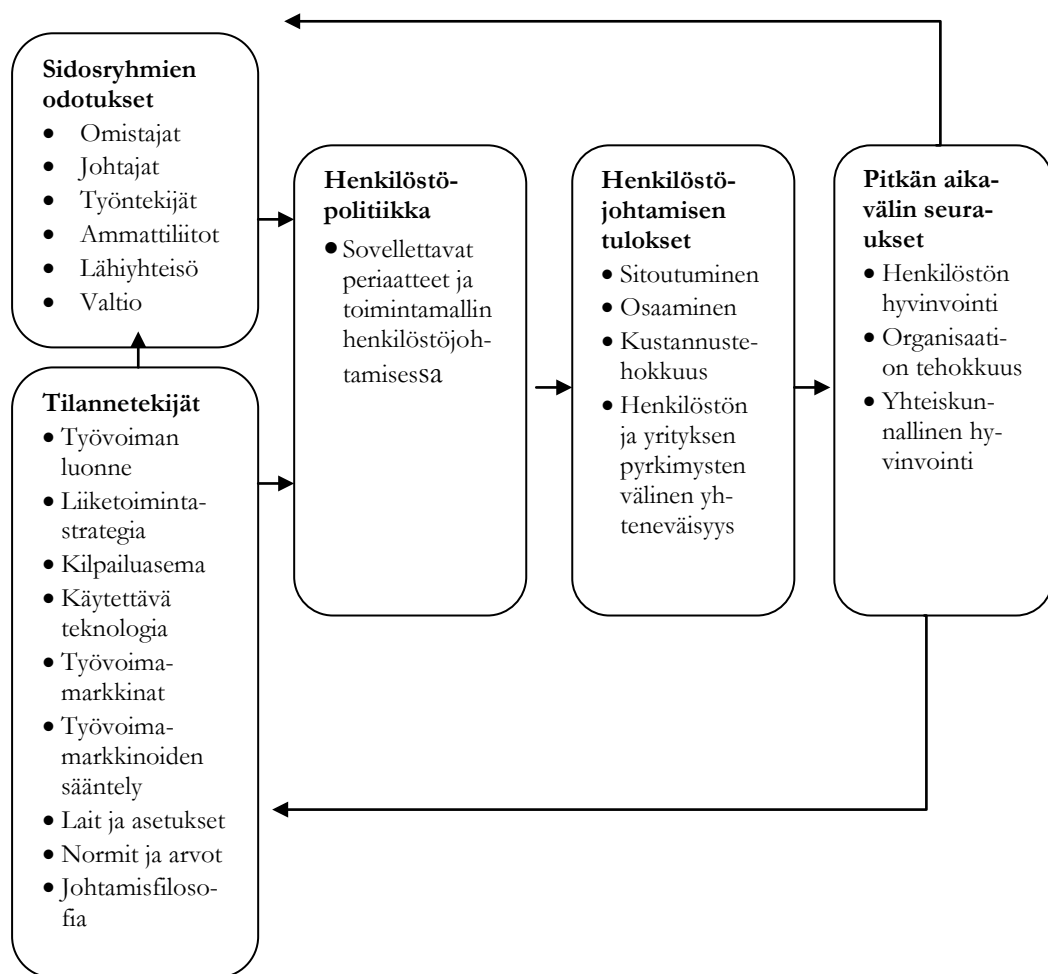 Sidosryhmien
odotukset
• Omistajat
• Johtajat
• Työntekijät
• Ammattiliitot
• Lähiyhteisö
• Valtio
Tilannetekijät
• Työvoiman
luonne
• Liiketoiminta-
strategia
• Kilpailuasema
• Käytettävä
teknologia
• Työvoima-
markkinat
• Työvoima-
markkinoiden
sääntely
• Lait ja asetukset
• Normit ja arvot
• Johtamisfiloso-
fia
Henkilöstö-
politiikka
• Sovellettavat
periaatteet ja
toimintamallin
henkilöstöjoh-
tamisessa
Henkilöstö-
johtamisen
tulokset
• Sitoutuminen
• Osaaminen
• Kustannuste-
hokkuus
• Henkilöstön
ja yrityksen
pyrkimysten
välinen yh-
teneväisyys
Pitkän aika-
välin seura-
ukset
• Henkilöstön
hyvinvointi
• Organisaati-
on tehokkuus
• Yhteiskun-
nallinen hy-
vinvointi